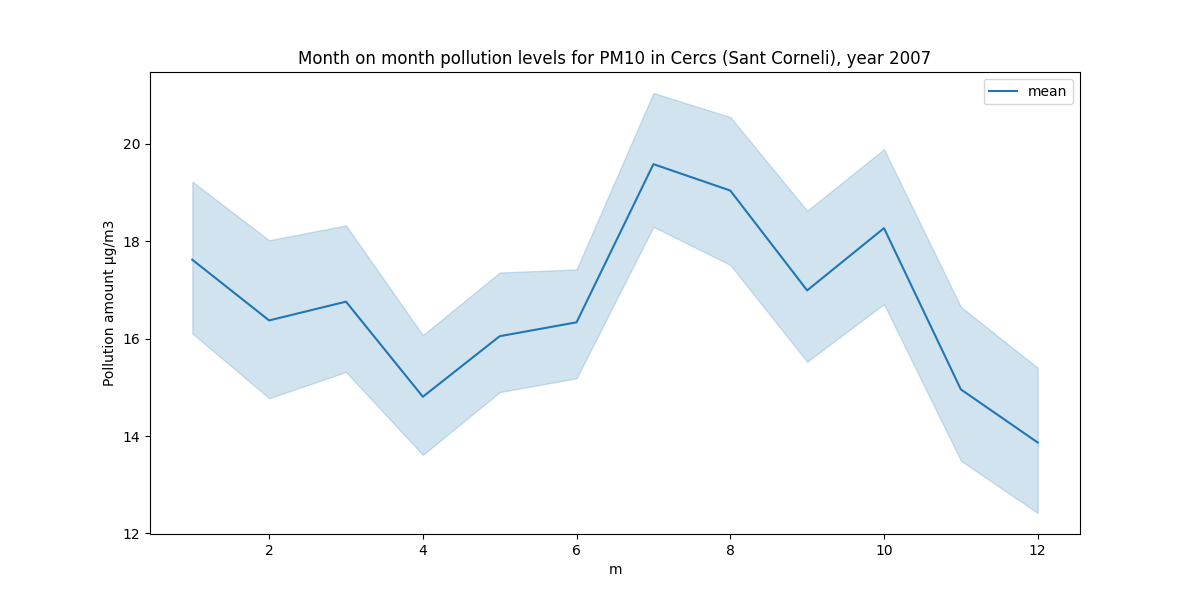 Month on month pollution levels for PM10 in Cercs (Sant Corneli), year 2007
mean
Pollution amount µg/m3
20
18
16
14
12
2 4 6 8 10 12
m